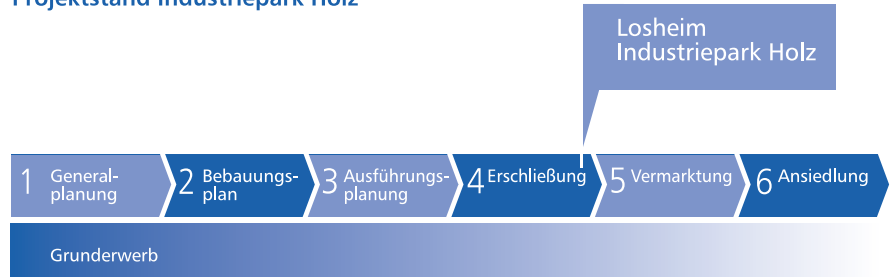 Projektstand Industriepark Holz
Losheim
Industriepark Holz
1 General-
planung
2 Bebauungs-
plan
3 Ausführungs-
planung
4 Erschließung
5 Vermarktung
6 Ansiedlung
Grunderwerb